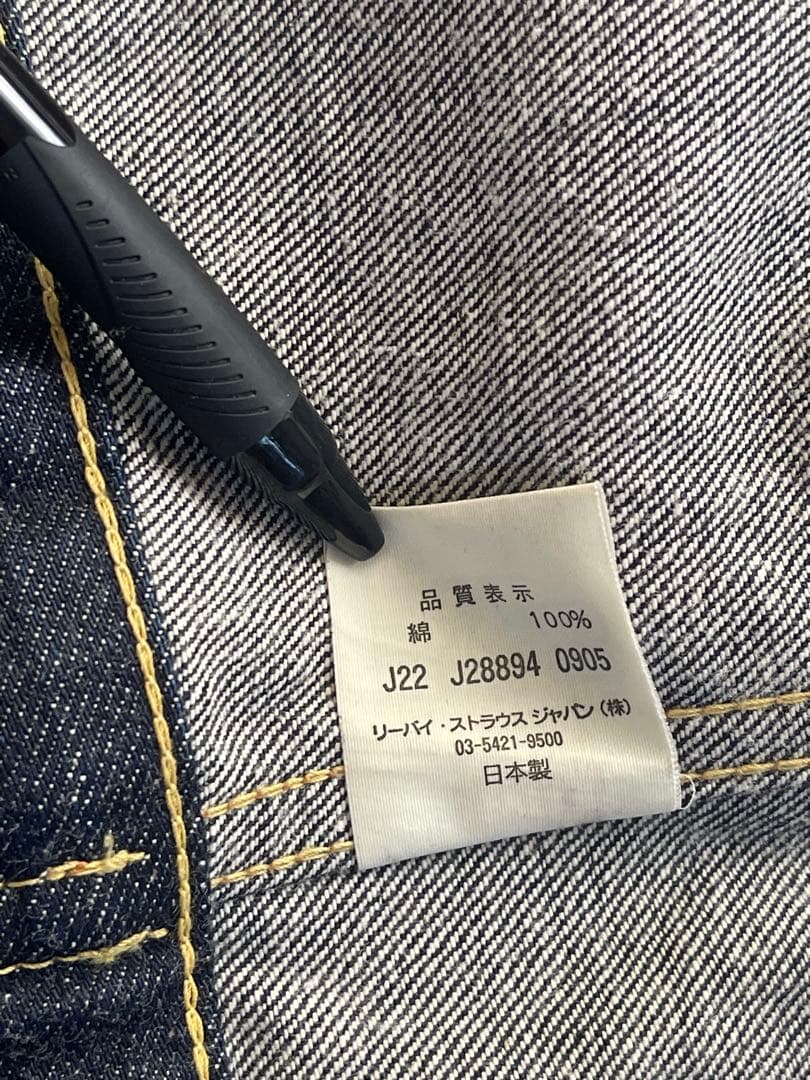 品質表示
綿 100%
J22 J28894 0905
リーバイ・ストラウス ジャパン(株)
03-5421-9500
日本製